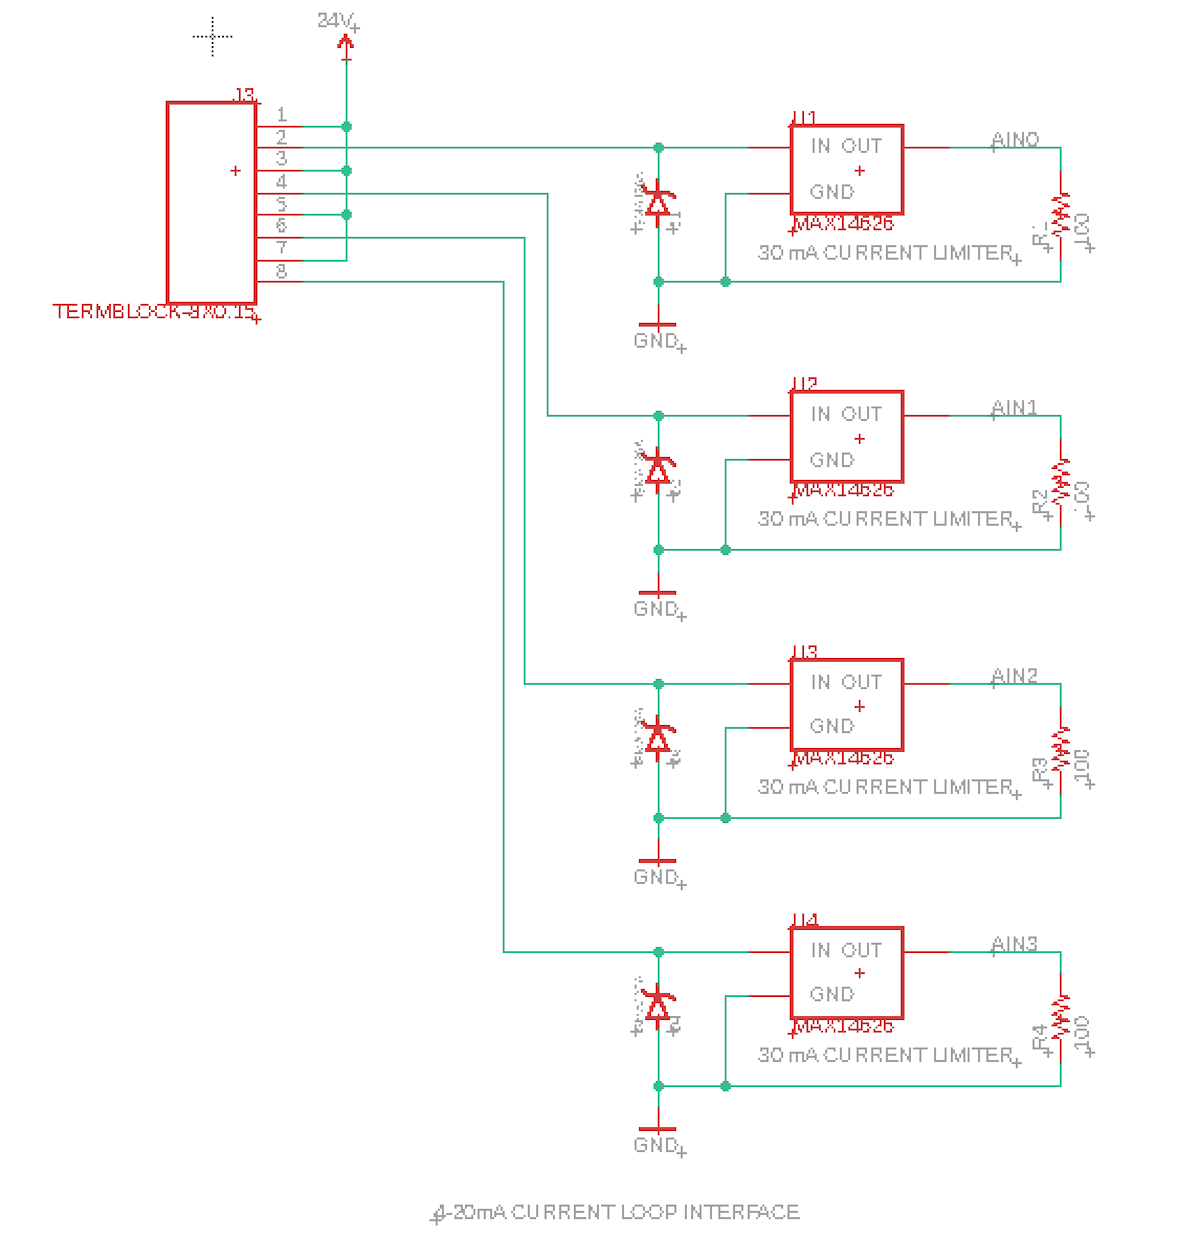 24V
J3
1
2
3
4
5
6
7
8
TERMBLOCK-8X0.15
U1
IN OUT
GND
MAX14626
30 mA CURRENT LIMITER
AIN0
R1
100
GND
U2
IN OUT
GND
MAX14626
30 mA CURRENT LIMITER
AIN1
R2
100
GND
U3
IN OUT
GND
MAX14626
30 mA CURRENT LIMITER
AIN2
R3
100
GND
U4
IN OUT
GND
MAX14626
30 mA CURRENT LIMITER
AIN3
R4
100
GND
4-20mA CURRENT LOOP INTERFACE